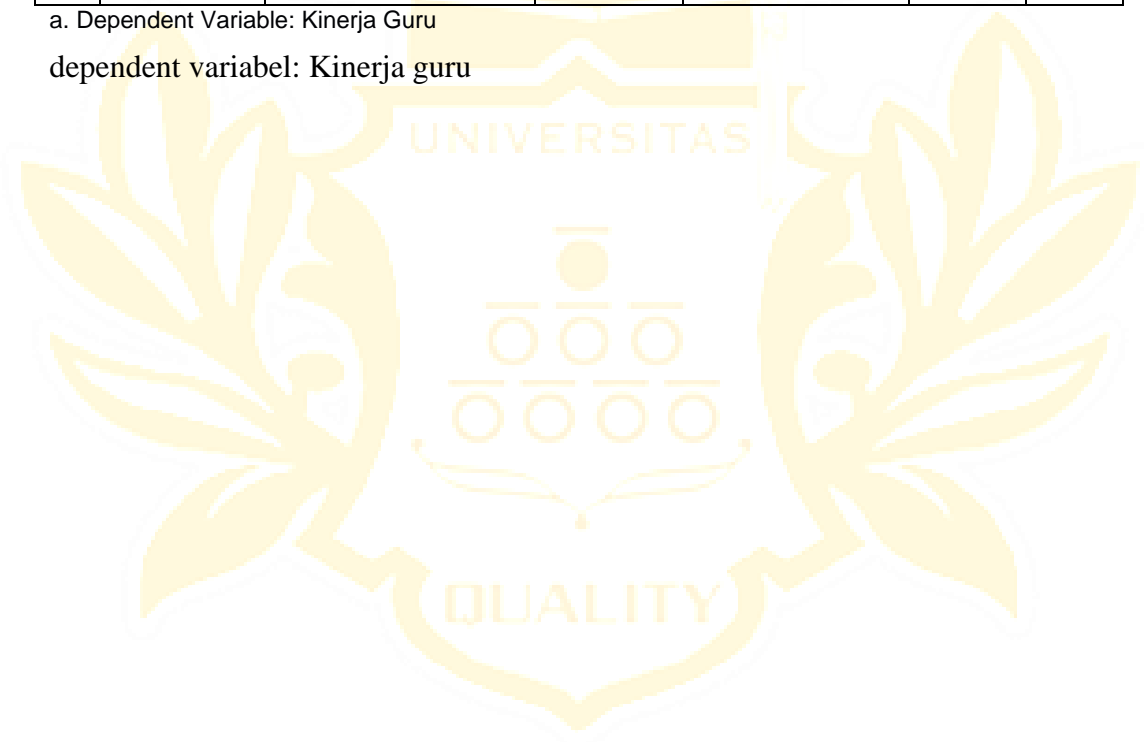 a. Dependent Variable: Kinerja Guru
dependent variabel: Kinerja guru
UNIVERSITAS
QUALITY